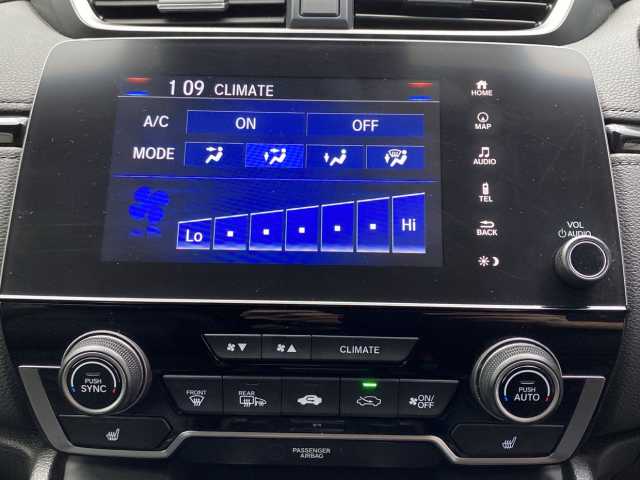 1 09 CLIMATE
A/C ON OFF
MODE
Lo Hi
HOME
MAP
AUDIO
TEL
BACK
VOL
AUDIO
CLIMATE
PUSH
SYNC
FRONT
REAR
ON/
OFF
PUSH
AUTO
PASSENGER
AIRBAG